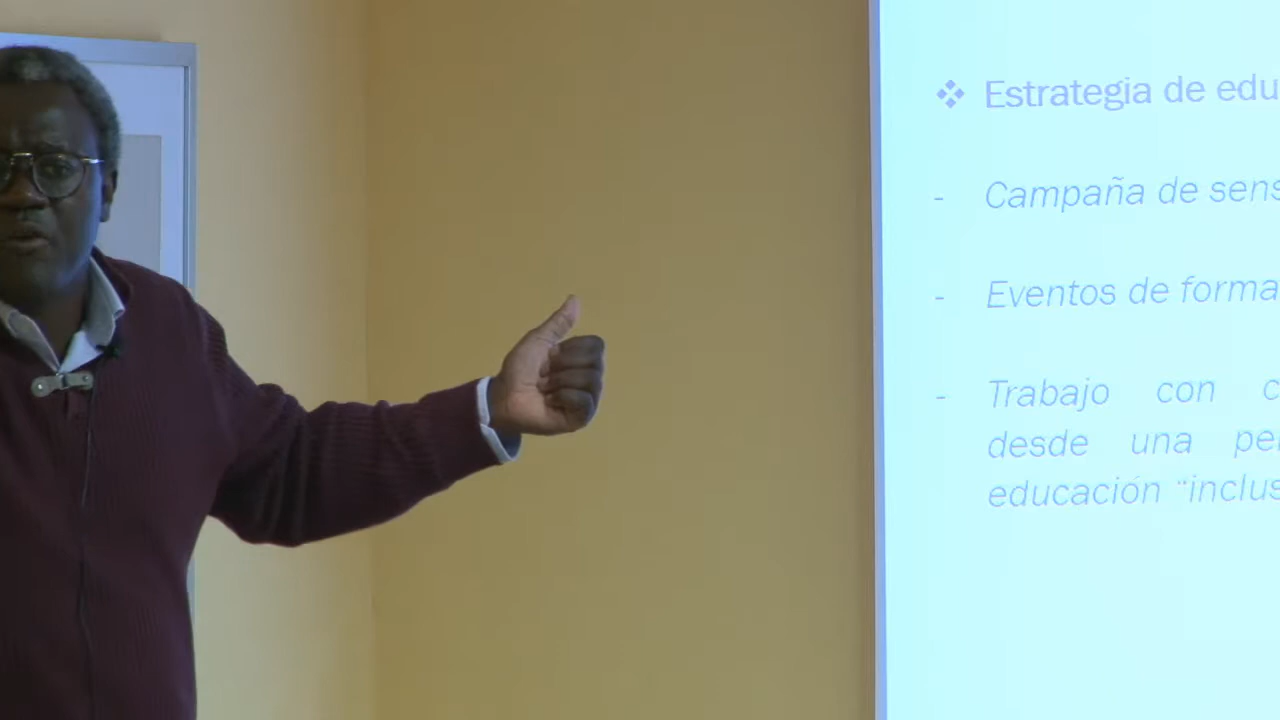 ❖ Estrategia de edu
- Campaña de sens
- Eventos de forma
- Trabajo con c
desde una pe
educación “inclus